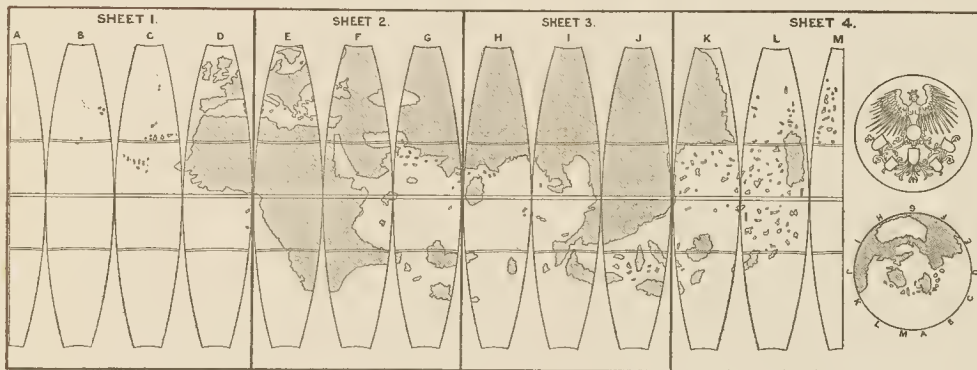 SHEET 1.
SHEET 2.
SHEET 3.
SHEET 4.
A B C D E F G H I J K L M
H G F